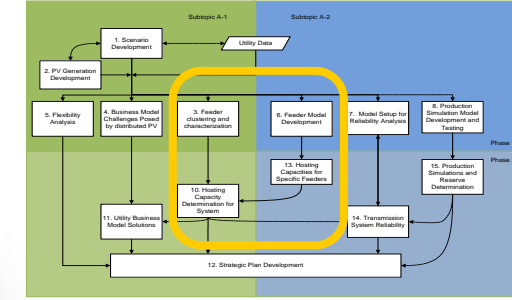 Subtopic A-1
Subtopic A-2
1. Scenario
Development
Utility Data
2. PV Generation
Development
5. Flexibility
Analysis
4. Business Model
Challenges Posed
by distributed PV
3. Feeder
clustering and
characterization
6. Feeder Model
Development
7. Model Setup for
Reliability Analysis
8. Production
Simulation Model
Development and
Testing
Phase
Phase
13. Hosting
Capacities for
Specific Feeders
15. Production
Simulations and
Reserve
Determination
10. Hosting
Capacity
Determination for
System
11. Utility Business
Model Solutions
14. Transmission
System Reliability
12. Strategic Plan Development